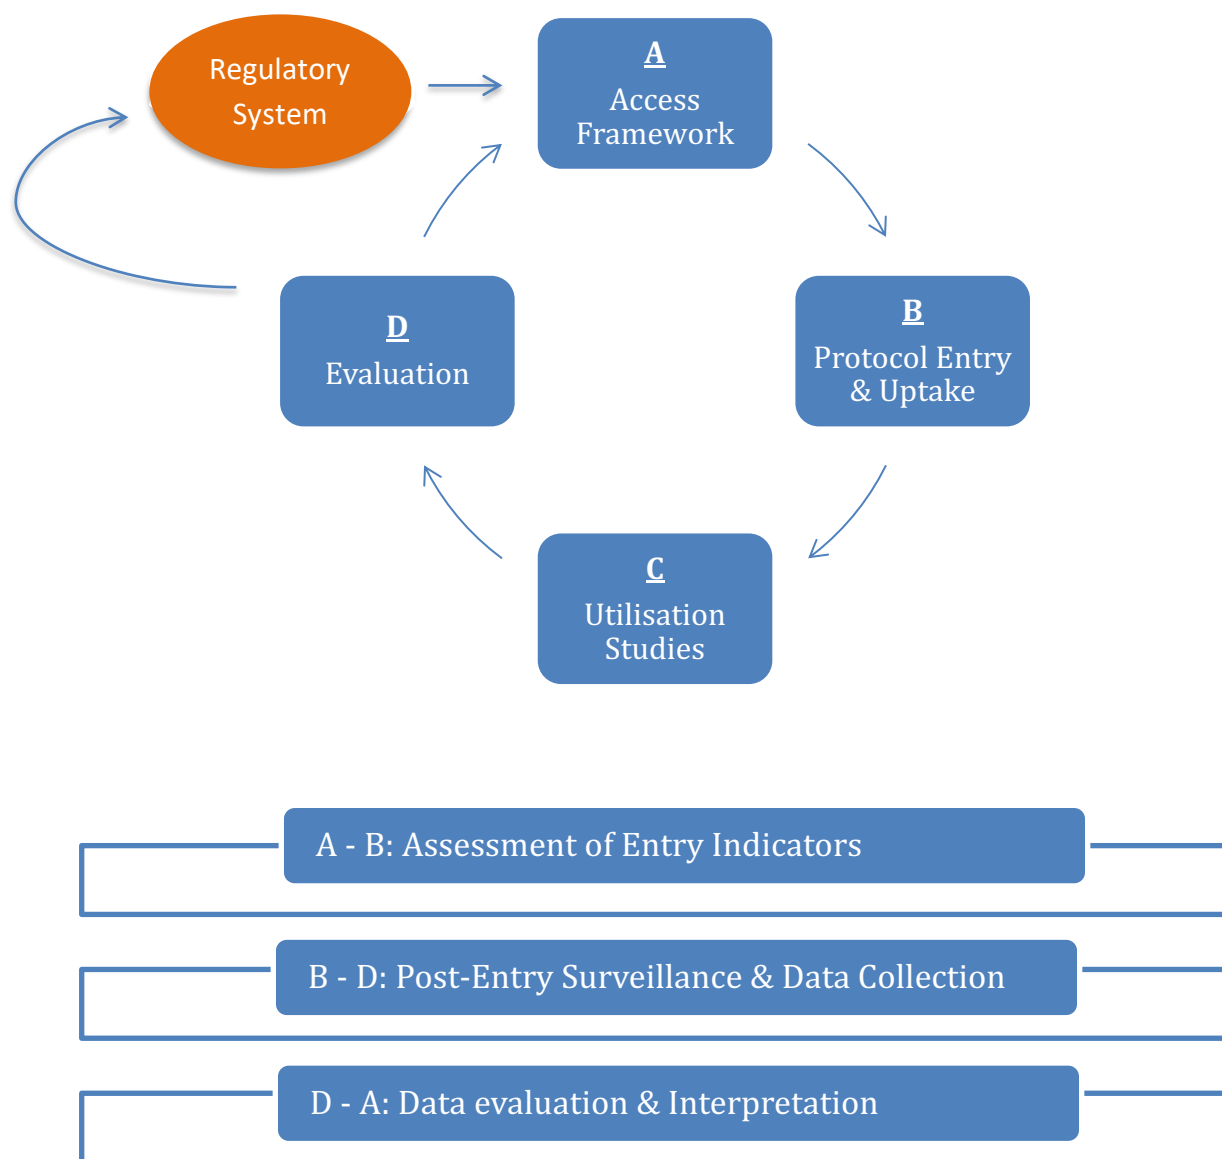 Regulatory
System
A
Access
Framework
D
Evaluation
B
Protocol Entry
& Uptake
C
Utilisation
Studies
A - B: Assessment of Entry Indicators
B - D: Post-Entry Surveillance & Data Collection
D - A: Data evaluation & Interpretation